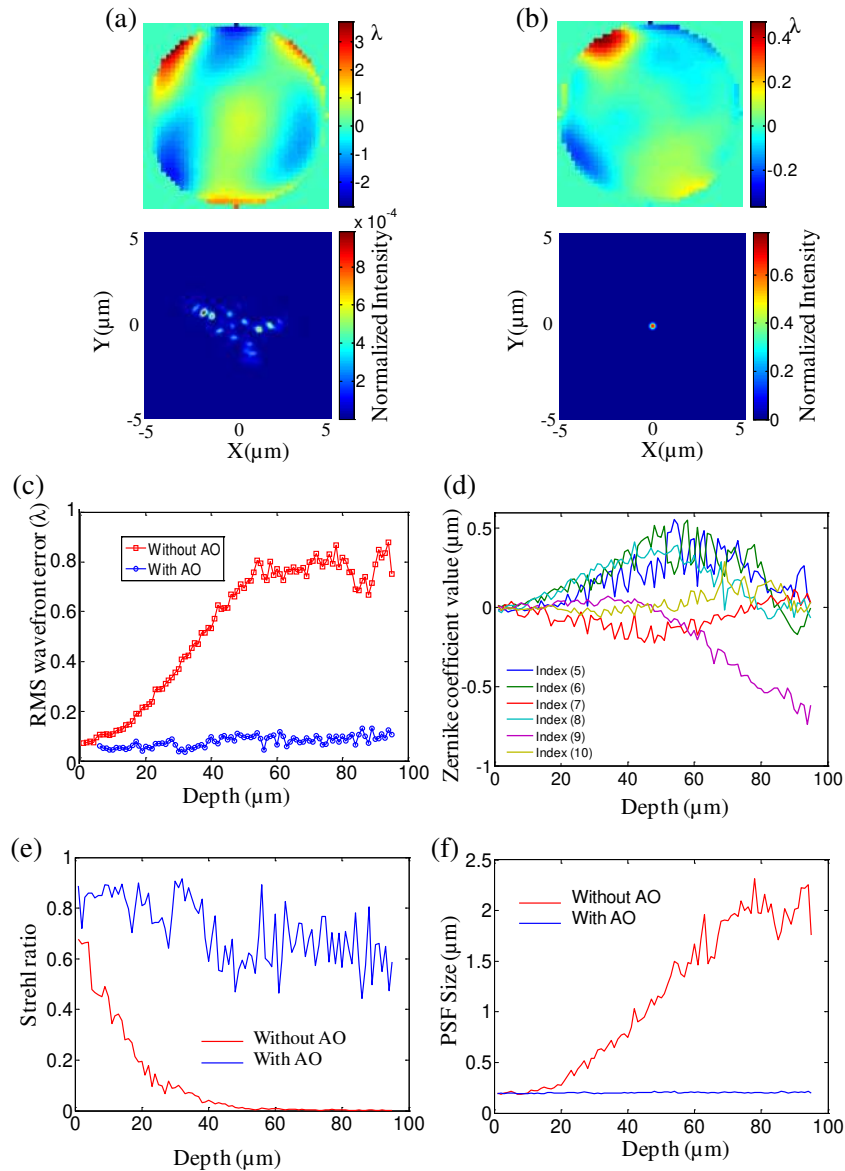 (a)
3
2
1
0
-1
-2
λ
(b)
0.4
0.2
0
-0.2
λ
5
0
-5
-5
0
5
Y(µm)
X(µm)
x 10⁻⁴
8
6
4
2
Normalized Intensity
5
0
-5
-5
0
5
Y(µm)
X(µm)
0.6
0.4
0.2
0
Normalized Intensity
(c)
1
0.8
0.6
0.4
0.2
0
0
20
40
60
80
100
RMS wavefront error (λ)
Depth (µm)
Without AO
With AO
(d)
0.5
0
-0.5
-1
0
20
40
60
80
100
Zernike coefficient value (µm)
Depth (µm)
Index (5)
Index (6)
Index (7)
Index (8)
Index (9)
Index (10)
(e)
1
0.8
0.6
0.4
0.2
0
0
20
40
60
80
100
Strehl ratio
Depth (µm)
Without AO
With AO
(f)
2.5
2
1.5
1
0.5
0
0
20
40
60
80
100
PSF Size (µm)
Depth (µm)
Without AO
With AO